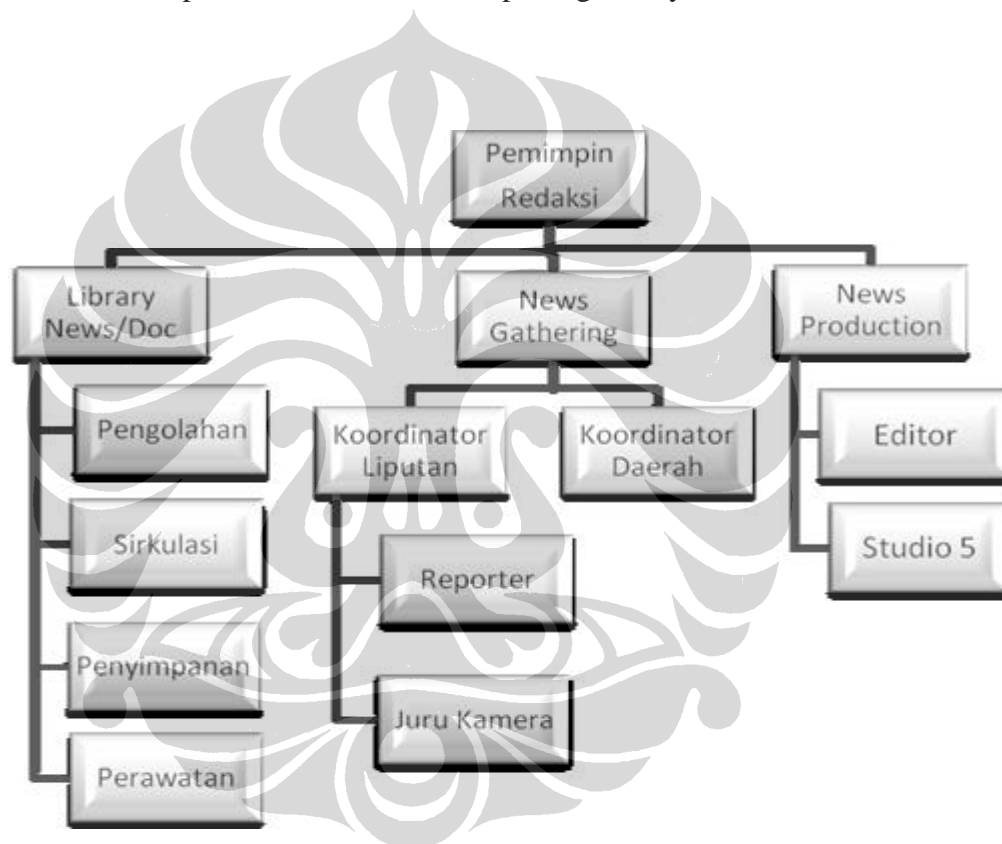 Pemimpin
Redaksi
Library
News/Doc
News
Gathering
News
Production
Pengolahan
Sirkulasi
Penyimpanan
Perawatan
Koordinator
Liputan
Koordinator
Daerah
Reporter
Juru Kamera
Editor
Studio 5